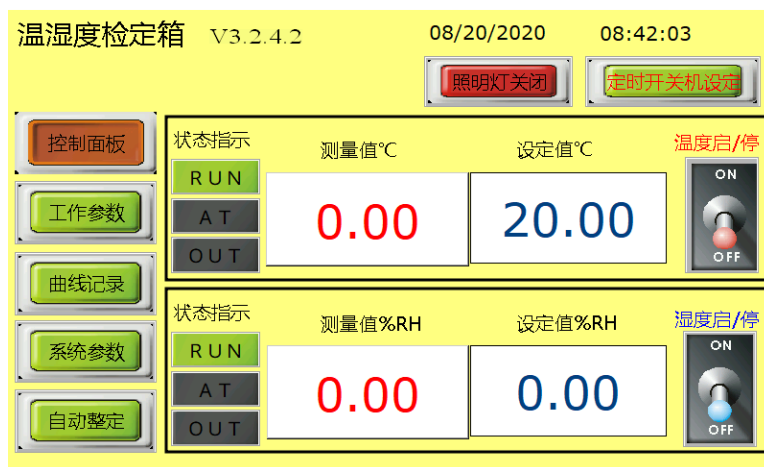 温湿度检定箱 V3.2.4.2 08/20/2020 08:42:03
照明灯关闭 定时开关机设定
控制面板
工作参数
曲线记录
系统参数
自动整定
状态指示 测量值℃ 设定值℃ 温度启/停
RUN
AT
OUT
0.00 20.00
ON
OFF
状态指示 测量值%RH 设定值%RH 湿度启/停
RUN
AT
OUT
0.00 0.00
ON
OFF